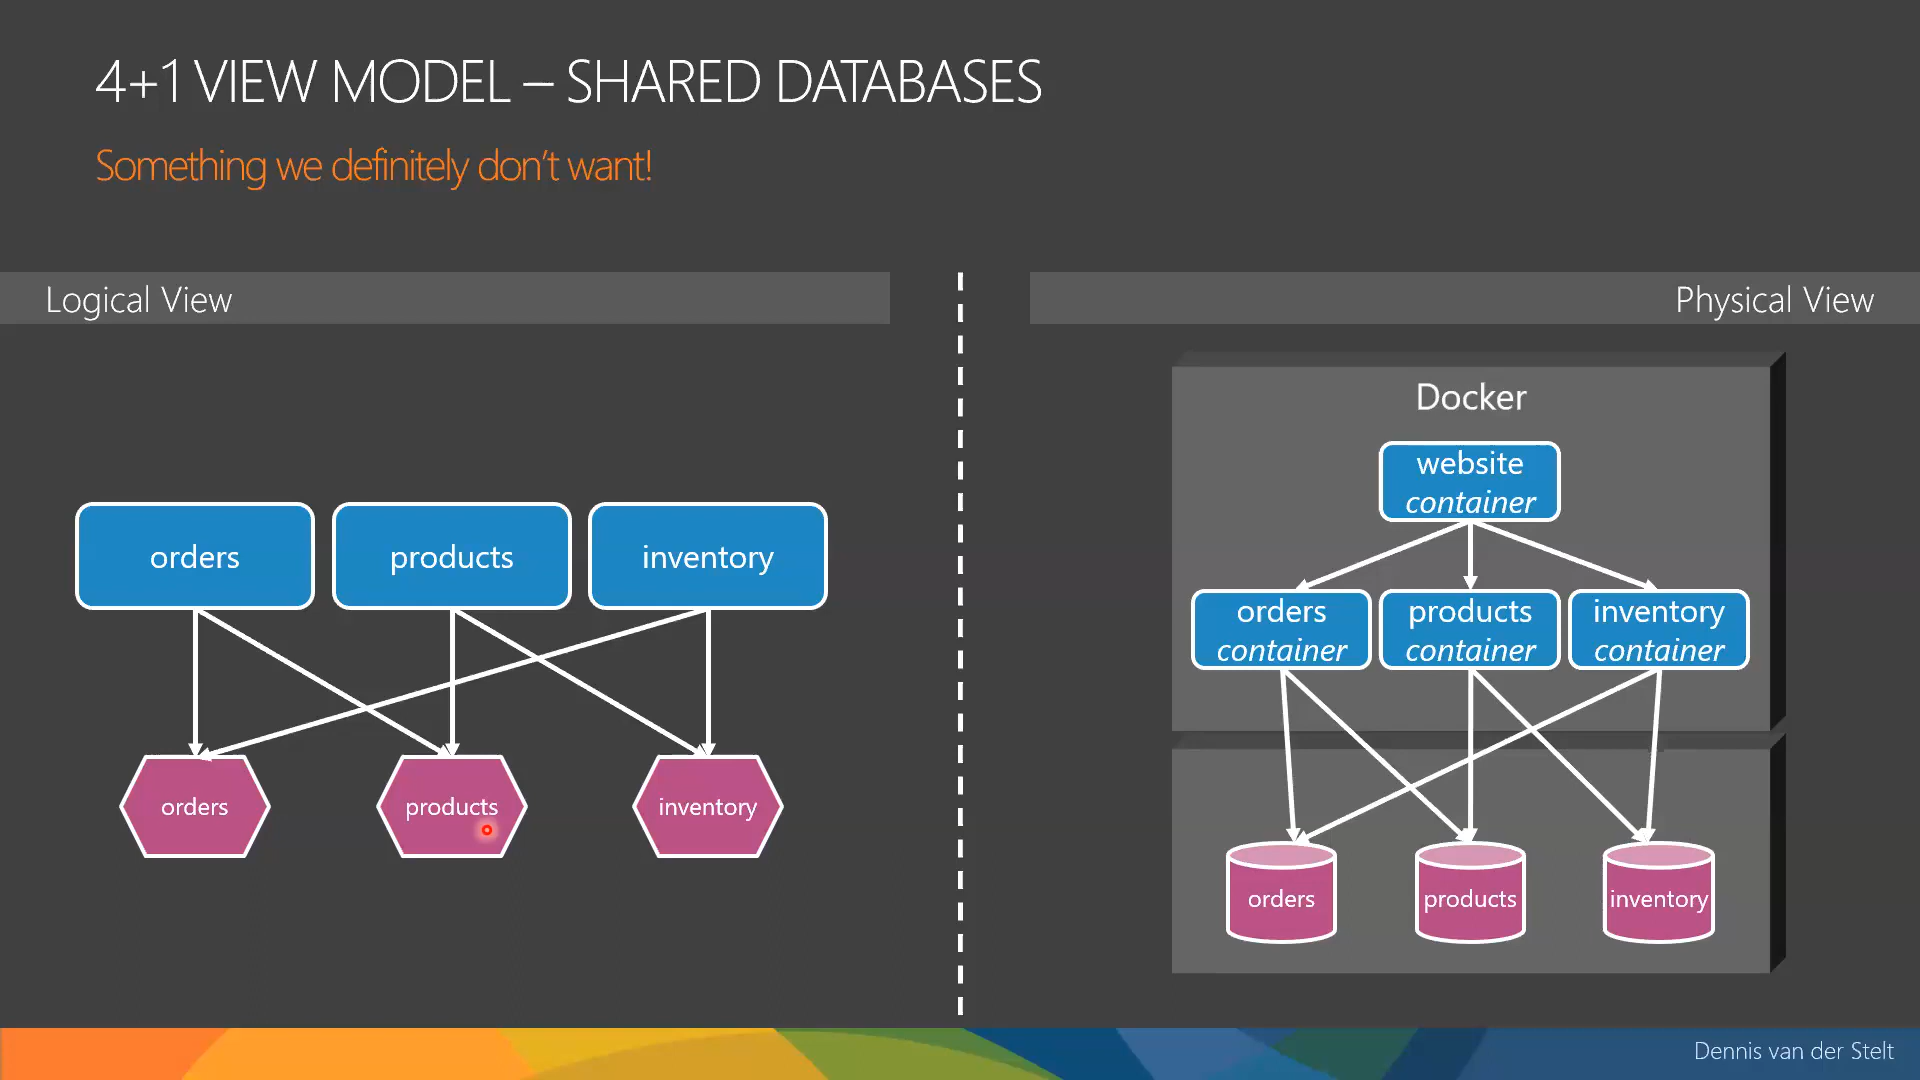 4+1 VIEW MODEL – SHARED DATABASES
Something we definitely don't want!
Logical View
Physical View
orders
products
inventory
orders
products
inventory
Docker
website
container
orders
container
products
container
inventory
container
orders
products
inventory
Dennis van der Stelt